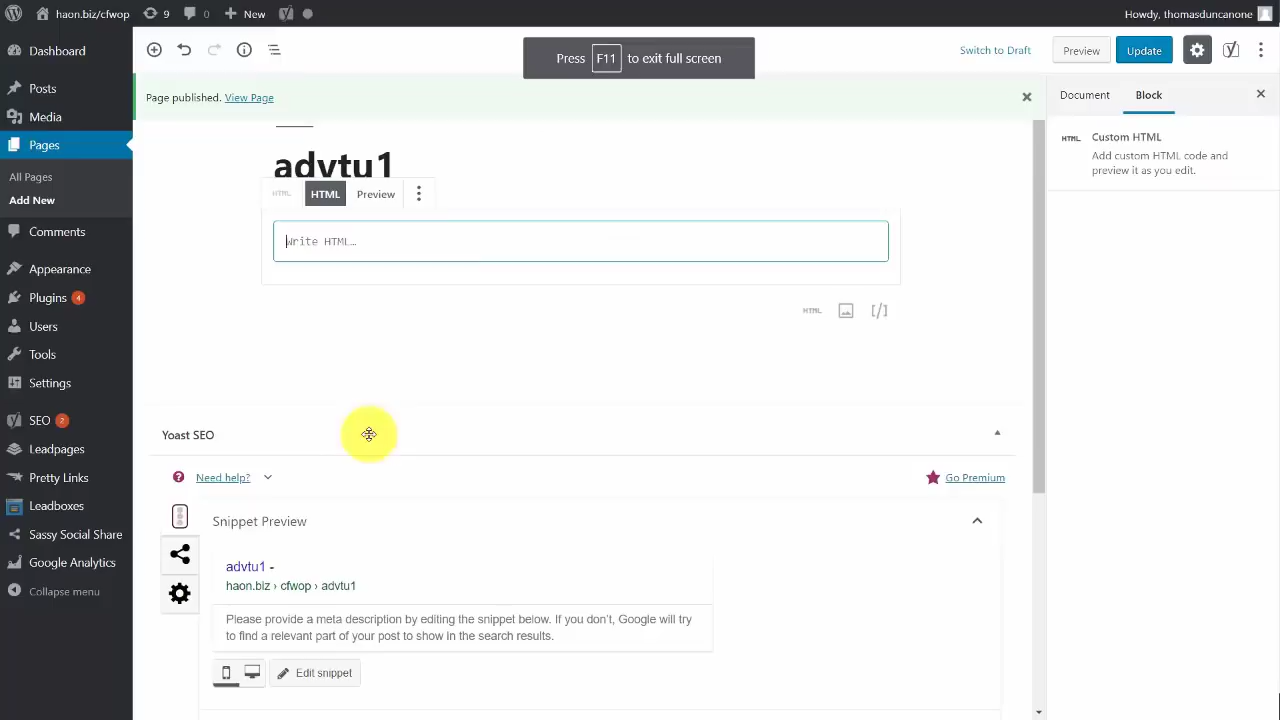 haon.biz/cfwop 9 0 New Howdy, thomasduncanone
Dashboard
Posts
Media
Pages
All Pages
Add New
Comments
Appearance
Plugins 4
Users
Tools
Settings
SEO 2
Leadpages
Pretty Links
Leadboxes
Sassy Social Share
Google Analytics
Collapse menu
Press F11 to exit full screen
Switch to Draft Preview Update
Page published. View Page
advtu1
HTML HTML Preview
Write HTML…
HTML
Yoast SEO
Need help? Go Premium
Snippet Preview
advtu1 -
haon.biz › cfwop › advtu1
Please provide a meta description by editing the snippet below. If you don’t, Google will try
to find a relevant part of your post to show in the search results.
Edit snippet
Document Block
HTML Custom HTML
Add custom HTML code and
preview it as you edit.